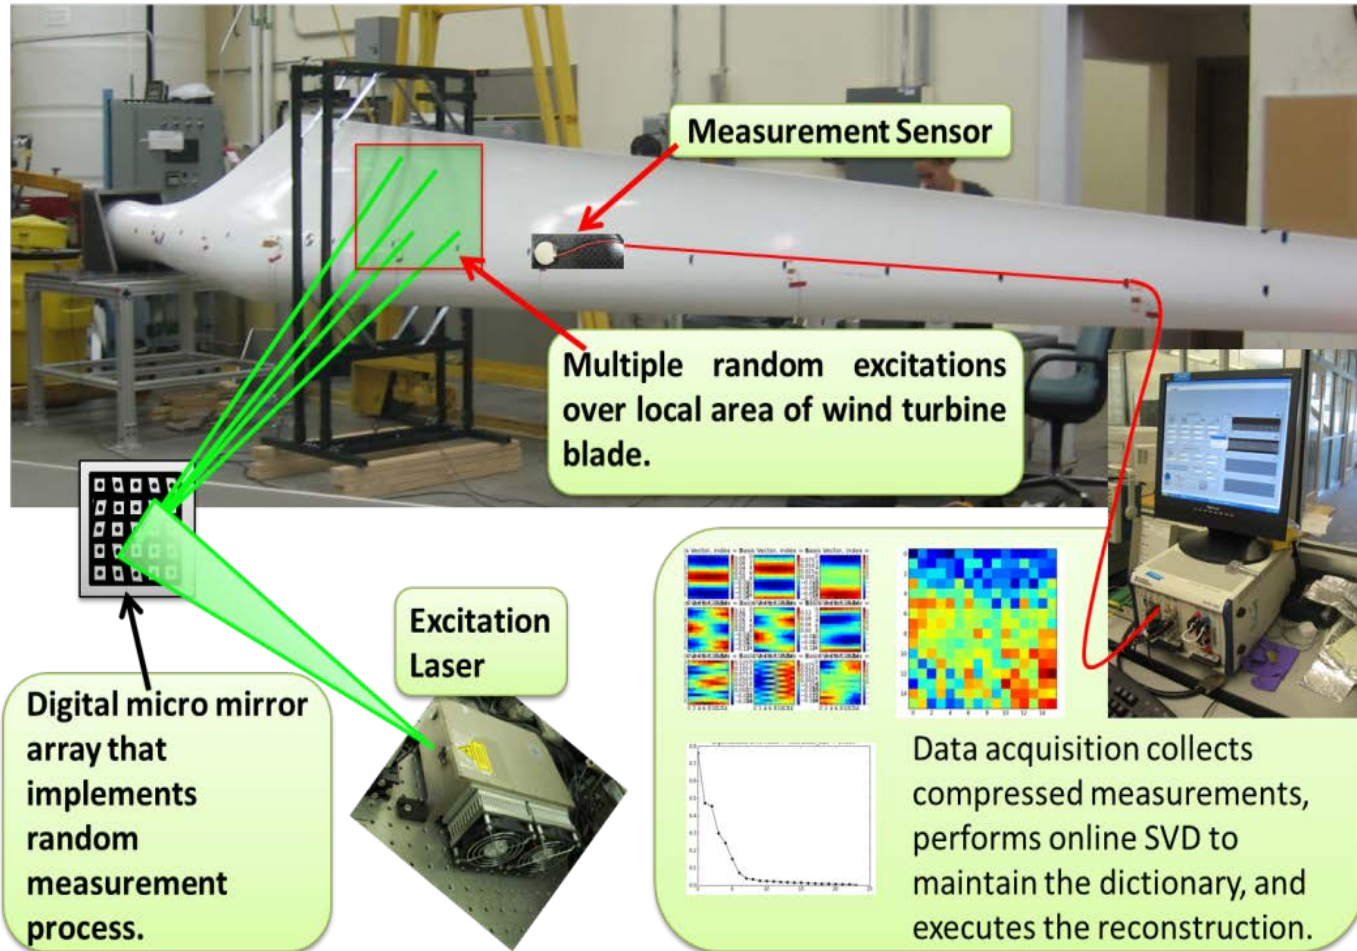 Measurement Sensor
Multiple random excitations
over local area of wind turbine
blade.
Excitation
Laser
Digital micro mirror
array that
implements
random
measurement
process.
Data acquisition collects
compressed measurements,
performs online SVD to
maintain the dictionary, and
executes the reconstruction.